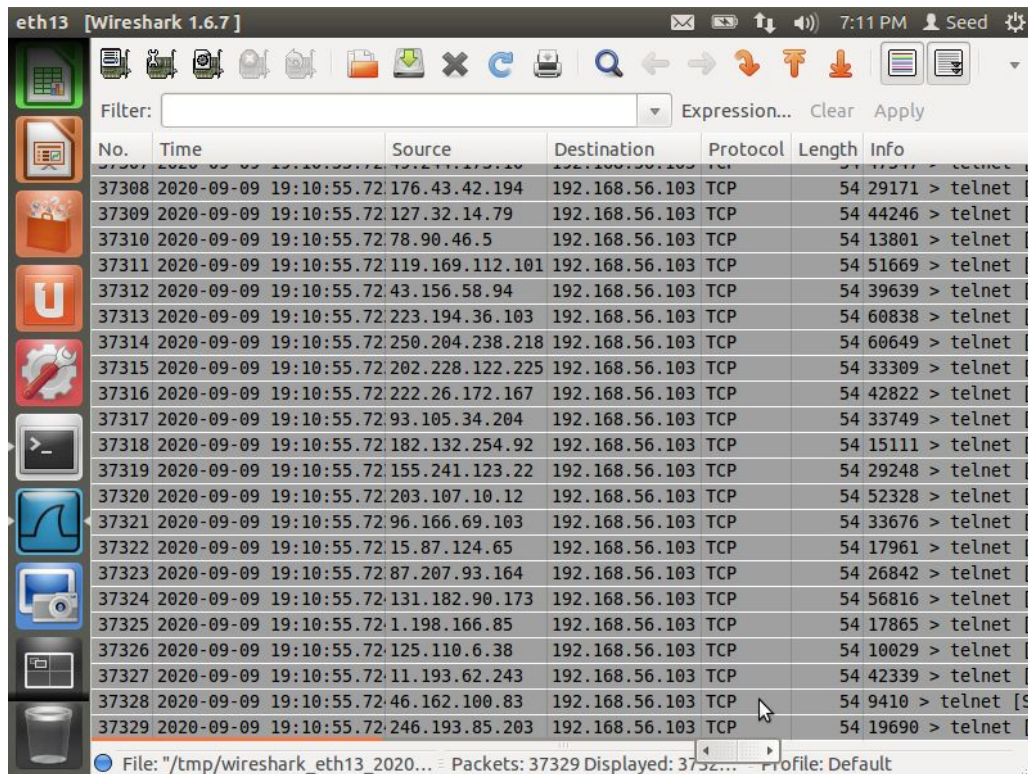 eth13 [Wireshark 1.6.7 ] 7:11 PM Seed
Filter: Expression... Clear Apply
No. Time Source Destination Protocol Length Info
37308 2020-09-09 19:10:55.72 176.43.42.194 192.168.56.103 TCP 54 29171 > telnet [
37309 2020-09-09 19:10:55.72 127.32.14.79 192.168.56.103 TCP 54 44246 > telnet [
37310 2020-09-09 19:10:55.72 78.90.46.5 192.168.56.103 TCP 54 13801 > telnet [
37311 2020-09-09 19:10:55.72 119.169.112.101 192.168.56.103 TCP 54 51669 > telnet [
37312 2020-09-09 19:10:55.72 43.156.58.94 192.168.56.103 TCP 54 39639 > telnet [
37313 2020-09-09 19:10:55.72 223.194.36.103 192.168.56.103 TCP 54 60838 > telnet [
37314 2020-09-09 19:10:55.72 250.204.238.218 192.168.56.103 TCP 54 60649 > telnet [
37315 2020-09-09 19:10:55.72 202.228.122.225 192.168.56.103 TCP 54 33309 > telnet [
37316 2020-09-09 19:10:55.72 222.26.172.167 192.168.56.103 TCP 54 42822 > telnet [
37317 2020-09-09 19:10:55.72 93.105.34.204 192.168.56.103 TCP 54 33749 > telnet [
37318 2020-09-09 19:10:55.72 182.132.254.92 192.168.56.103 TCP 54 15111 > telnet [
37319 2020-09-09 19:10:55.72 155.241.123.22 192.168.56.103 TCP 54 29248 > telnet [
37320 2020-09-09 19:10:55.72 203.107.10.12 192.168.56.103 TCP 54 52328 > telnet [
37321 2020-09-09 19:10:55.72 96.166.69.103 192.168.56.103 TCP 54 33676 > telnet [
37322 2020-09-09 19:10:55.72 15.87.124.65 192.168.56.103 TCP 54 17961 > telnet [
37323 2020-09-09 19:10:55.72 87.207.93.164 192.168.56.103 TCP 54 26842 > telnet [
37324 2020-09-09 19:10:55.72 131.182.90.173 192.168.56.103 TCP 54 56816 > telnet [
37325 2020-09-09 19:10:55.72 1.198.166.85 192.168.56.103 TCP 54 17865 > telnet [
37326 2020-09-09 19:10:55.72 125.110.6.38 192.168.56.103 TCP 54 10029 > telnet [
37327 2020-09-09 19:10:55.72 11.193.62.243 192.168.56.103 TCP 54 42339 > telnet [
37328 2020-09-09 19:10:55.72 46.162.100.83 192.168.56.103 TCP 54 9410 > telnet [S
37329 2020-09-09 19:10:55.72 246.193.85.203 192.168.56.103 TCP 54 19690 > telnet [
File: "/tmp/wireshark_eth13_2020... Packets: 37329 Displayed: Profile: Default